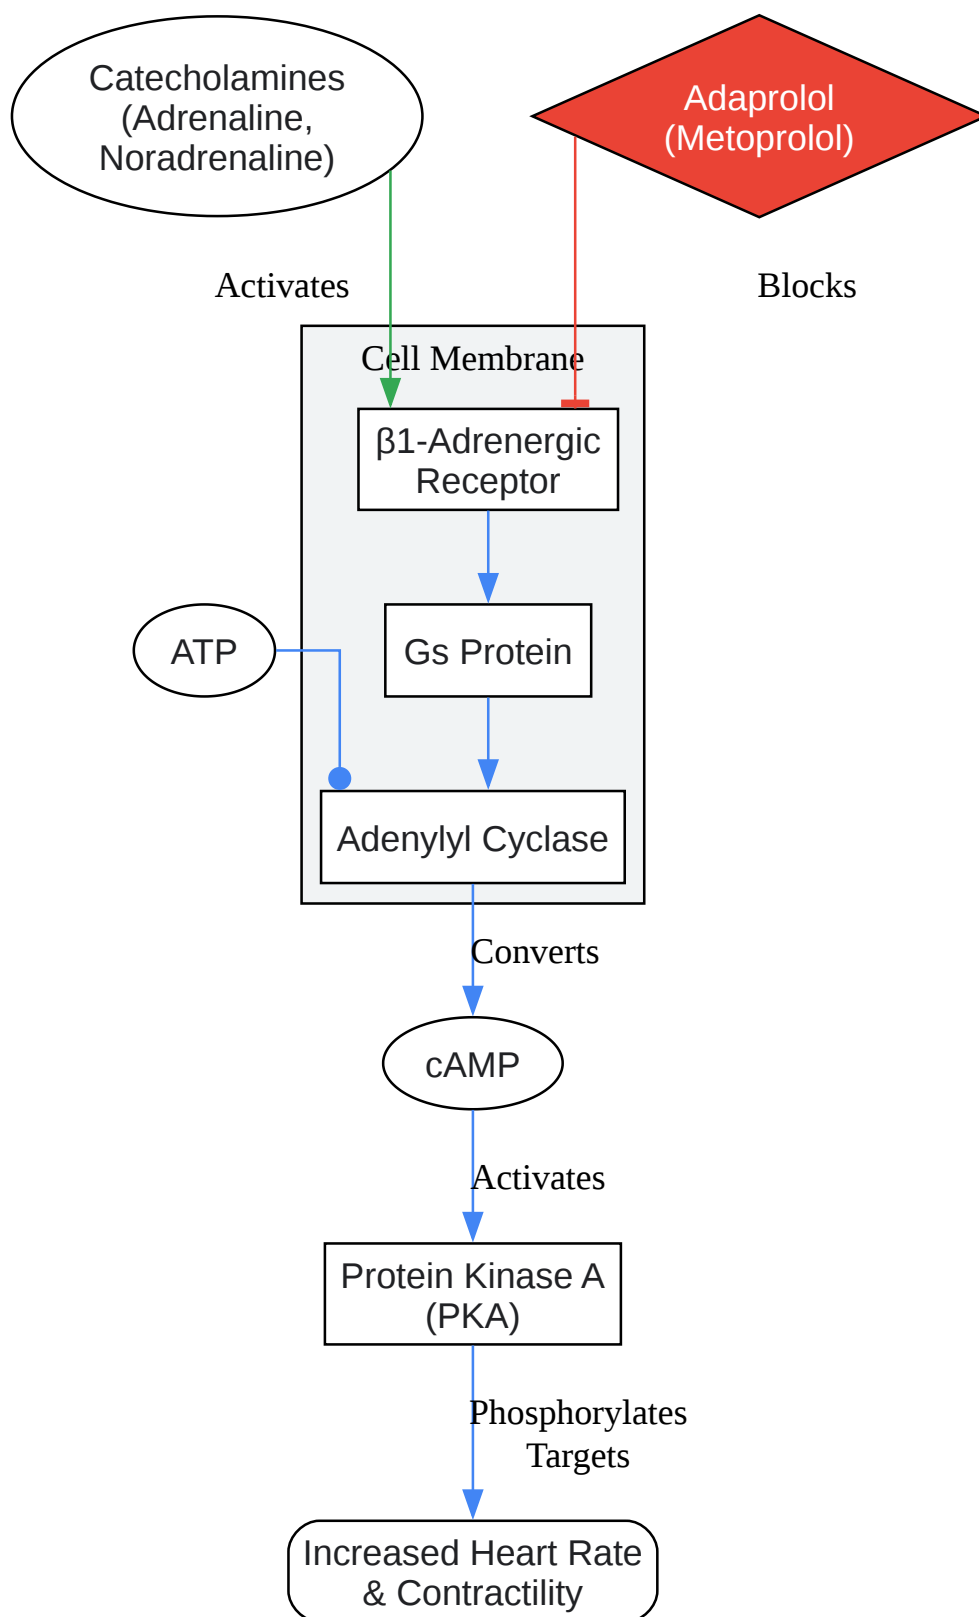 Catecholamines
(Adrenaline,
Noradrenaline)
Adaprolol
(Metoprolol)
Activates
Blocks
Cell Membrane
β1-Adrenergic
Receptor
ATP
Gs Protein
Adenylyl Cyclase
Converts
cAMP
Activates
Protein Kinase A
(PKA)
Phosphorylates
Targets
Increased Heart Rate
& Contractility